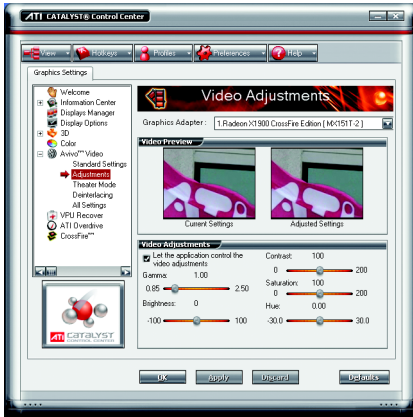 ATI CATALYST® Control Center
View Hotkeys Profiles Preferences Help
Graphics Settings
Welcome
Information Center
Displays Manager
Display Options
3D
Color
Avivo™ Video
Standard Settings
Adjustments
Theater Mode
Deinterlacing
All Settings
VPU Recover
ATI Overdrive
CrossFire™
ATI CATALYST
CONTROL CENTER
Video Adjustments
Graphics Adapter : 1.Radeon X1900 CrossFire Edition [ MX151T-2 ]
Video Preview
Current Settings Adjusted Settings
Video Adjustments
Let the application control the
video adjustments
Gamma: 1.00
0.85 2.50
Brightness: 0
-100 100
Contrast: 100
0 200
Saturation: 100
0 200
Hue: 0.00
-30.0 30.0
OK Apply Discard Defaults